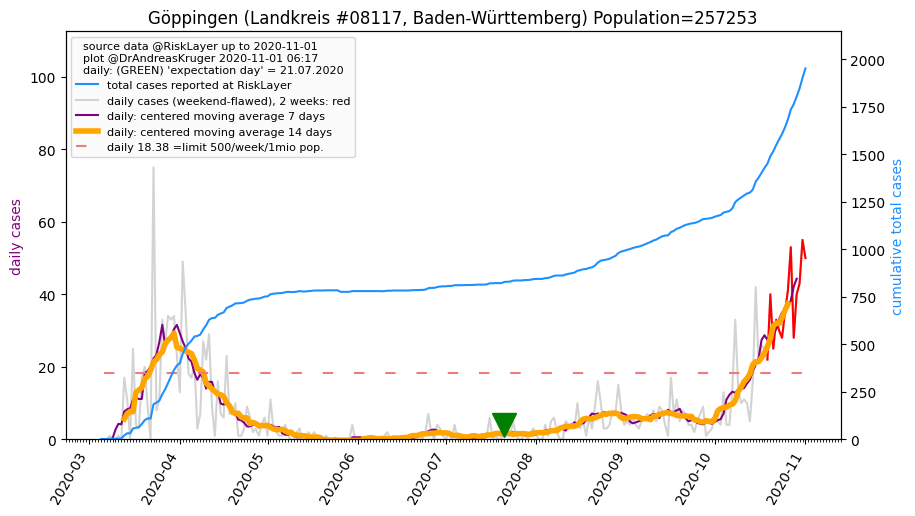 Göppingen (Landkreis #08117, Baden-Württemberg) Population=257253
source data @RiskLayer up to 2020-11-01
plot @DrAndreasKruger 2020-11-01 06:17
daily: (GREEN) 'expectation day' = 21.07.2020
total cases reported at RiskLayer
daily cases (weekend-flawed), 2 weeks: red
daily: centered moving average 7 days
daily: centered moving average 14 days
daily 18.38 =limit 500/week/1mio pop.
daily cases
100
80
60
40
20
0
cumulative total cases
2000
1750
1500
1250
1000
750
500
250
0
2020-03
2020-04
2020-05
2020-06
2020-07
2020-08
2020-09
2020-10
2020-11